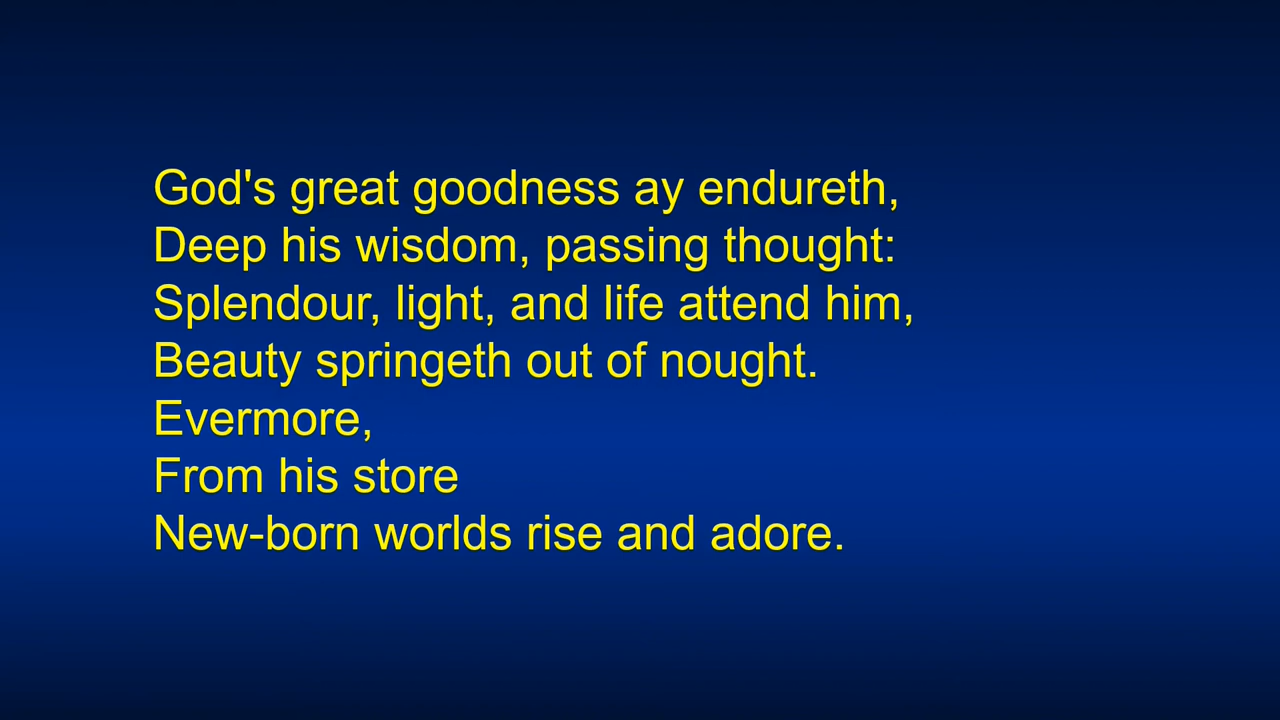 God's great goodness ay endureth,
Deep his wisdom, passing thought:
Splendour, light, and life attend him,
Beauty springeth out of nought.
Evermore,
From his store
New-born worlds rise and adore.